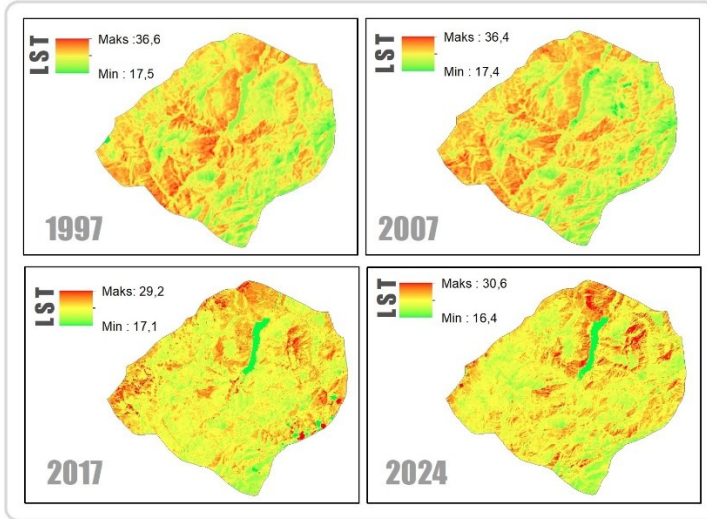 LST
Maks :36,6
Min : 17,5
1997
LST
Maks : 36,4
Min : 17,4
2007
LST
Maks: 29,2
Min : 17,1
2017
LST
Maks : 30,6
Min : 16,4
2024